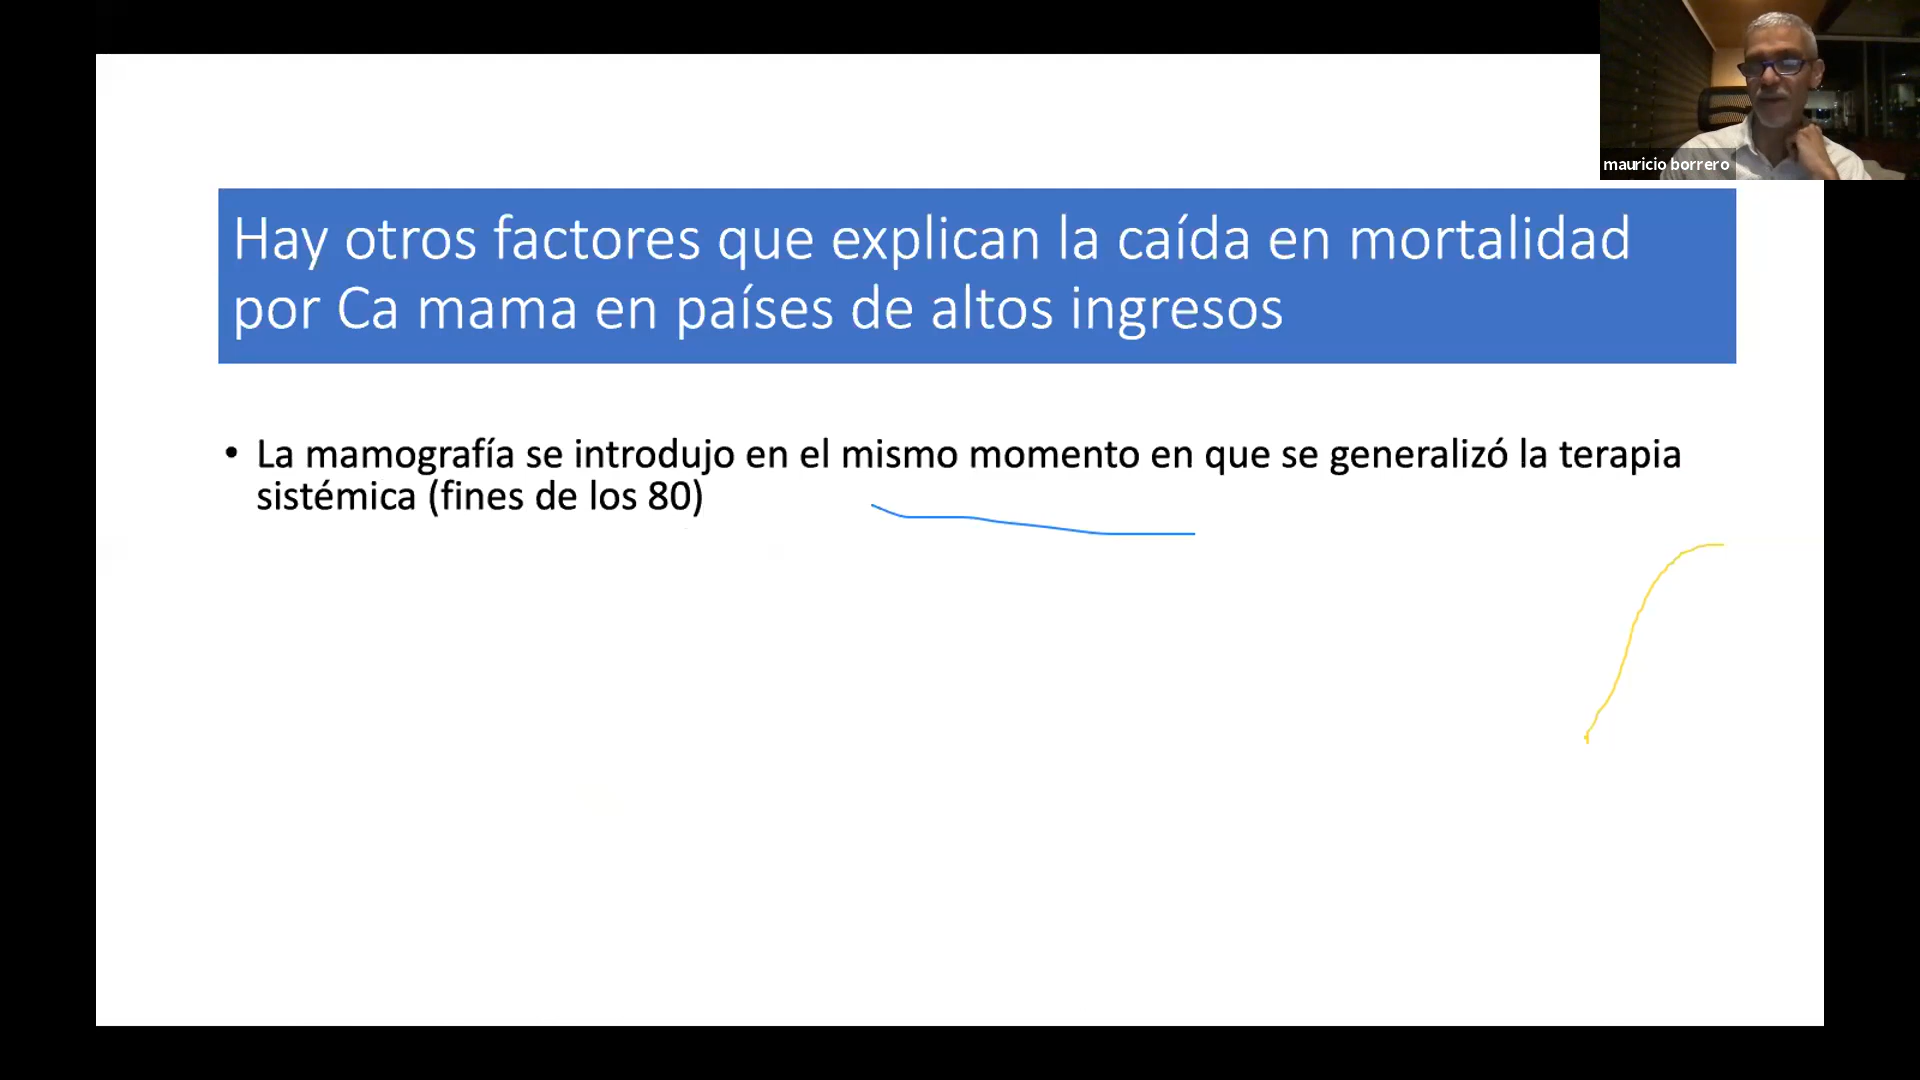 mauricio borrero
Hay otros factores que explican la caída en mortalidad
por Ca mama en países de altos ingresos
• La mamografía se introdujo en el mismo momento en que se generalizó la terapia
sistémica (fines de los 80)